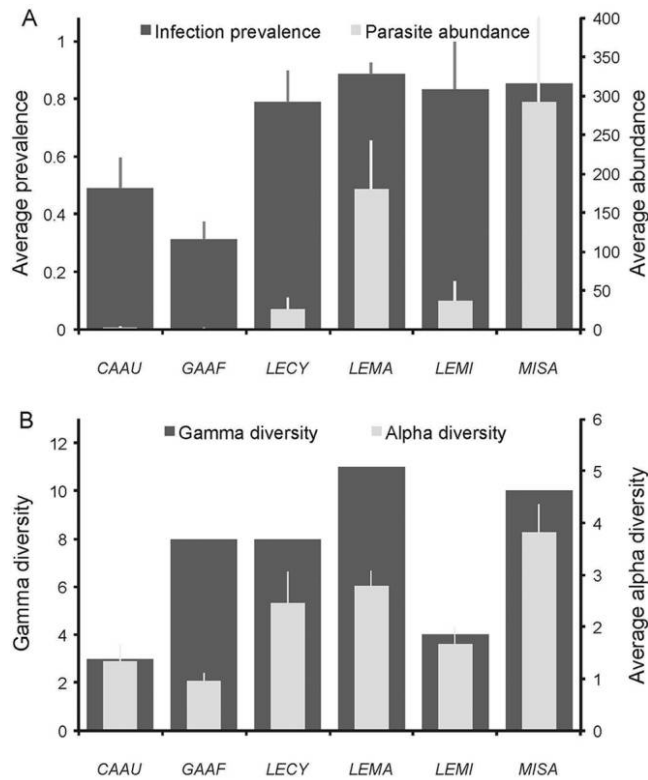 A
Infection prevalence Parasite abundance
Average prevalence
1
0.8
0.6
0.4
0.2
0
400
350
300
250
200
150
100
50
0
Average abundance
CAAU GAAF LECY LEMA LEMI MISA
B
Gamma diversity Alpha diversity
Gamma diversity
12
10
8
6
4
2
0
6
5
4
3
2
1
0
Average alpha diversity
CAAU GAAF LECY LEMA LEMI MISA